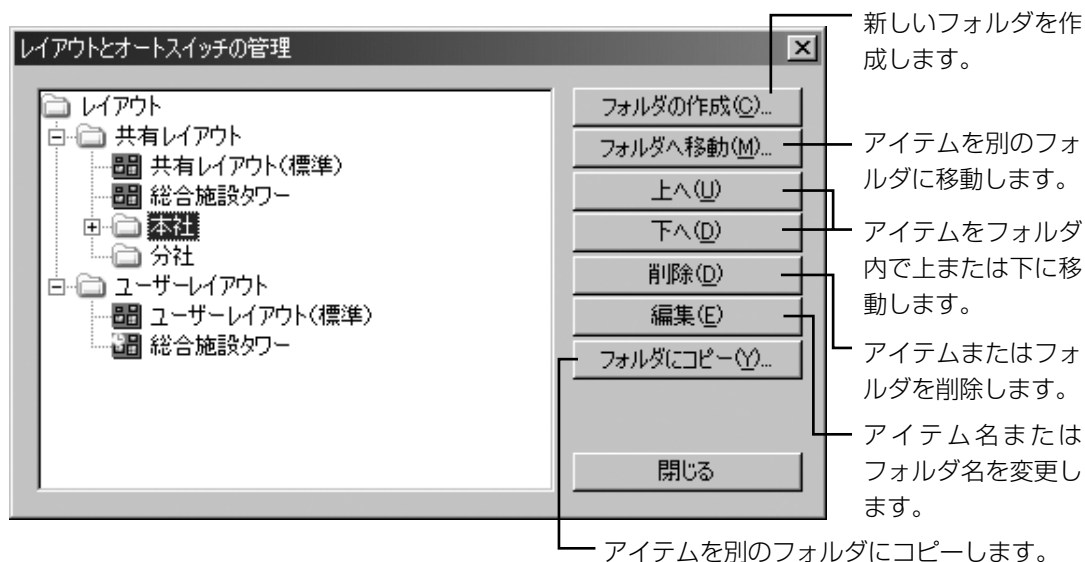 レイアウトとオートスイッチの管理
レイアウト
共有レイアウト
共有レイアウト(標準)
総合施設タワー
本社
分社
ユーザーレイアウト
ユーザーレイアウト(標準)
総合施設タワー
フォルダの作成(C)...
フォルダへ移動(M)...
上へ(U)
下へ(D)
削除(D)
編集(E)
フォルダにコピー(Y)...
閉じる
新しいフォルダを作
成します。
アイテムを別のフォ
ルダに移動します。
アイテムをフォルダ
内で上または下に移
動します。
アイテムまたはフォ
ルダを削除します。
アイテム名または
フォルダ名を変更し
ます。
アイテムを別のフォルダにコピーします。